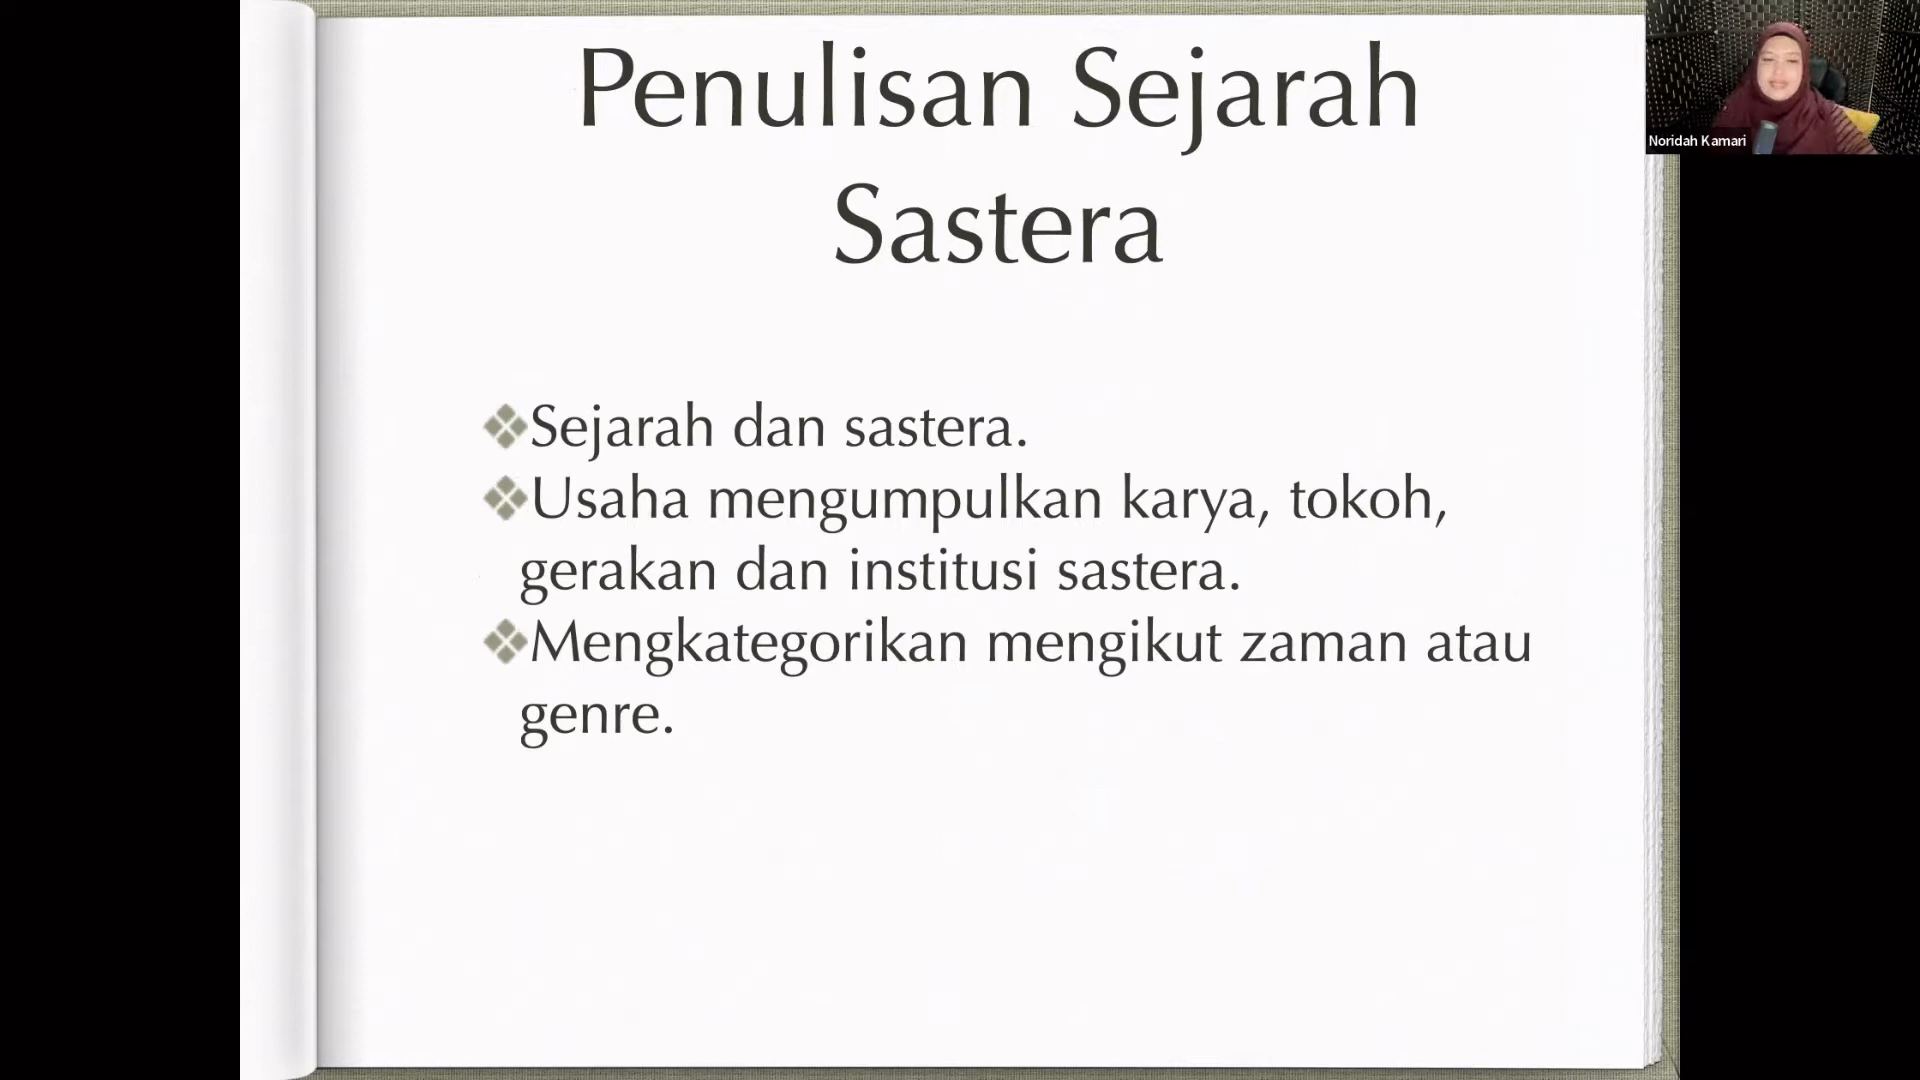 Penulisan Sejarah
Sastera
Noridah Kamari
❖Sejarah dan sastera.
❖Usaha mengumpulkan karya, tokoh,
gerakan dan institusi sastera.
❖Mengkategorikan mengikut zaman atau
genre.